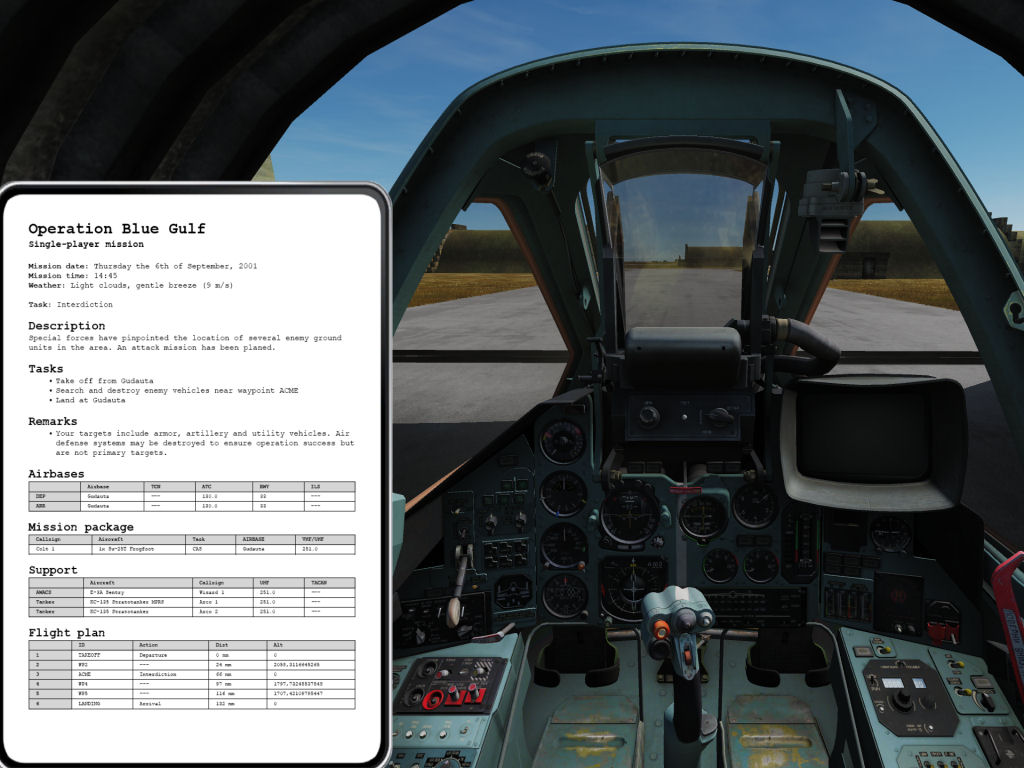 Operation Blue Gulf
Single-player mission
Mission date: Thursday the 6th of September, 2001
Mission time: 14:45
Weather: Light clouds, gentle breeze (9 m/s)
Task: Interdiction
Description
Special forces have pinpointed the location of several enemy ground
units in the area. An attack mission has been planed.
Tasks
• Take off from Gudauta
• Search and destroy enemy vehicles near waypoint ACME
• Land at Gudauta
Remarks
• Your targets include armor, artillery and utility vehicles. Air
defense systems may be destroyed to ensure operation success but
are not primary targets.
Airbases
Airbase TCN ATC RWY ILS
DEP Gudauta --- 130.0 ---
ARR Gudauta --- 130.0 ---
Mission package
Callsign Aircraft Task AIRBASE VHF/UHF
Colt 1 1x Su-25T Frogfoot CAS Gudauta 251.0
Support
Aircraft Callsign UHF TACAN
AWACS E-3A Sentry Wizard 1 251.0 ---
Tanker KC-135 Stratotanker MPRS Arco 1 251.0 ---
Tanker KC-135 Stratotanker Arco 2 251.0 ---
Flight plan
ID Action Dist Alt
1 TAKEOFF Departure 0 nm 0
2 WP2 --- 24 nm
3 ACME Interdiction 66 nm 0
4 WP4 --- 97 nm
5 WP5 --- 116 nm
6 LANDING Arrival 132 nm 0